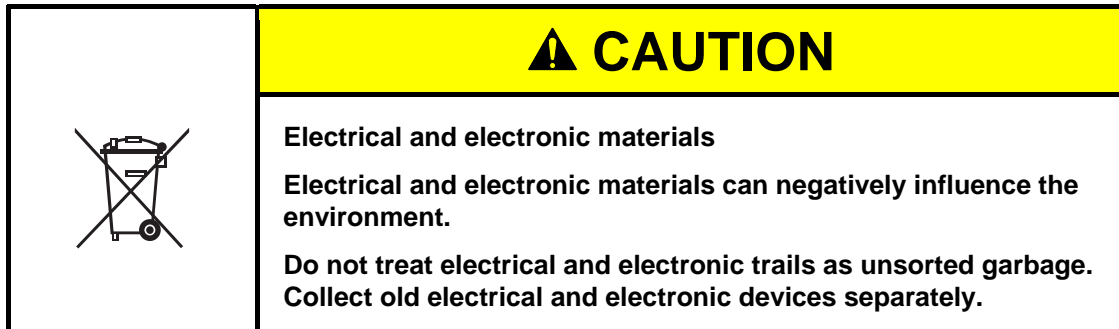 CAUTION
Electrical and electronic materials
Electrical and electronic materials can negatively influence the
environment.
Do not treat electrical and electronic trails as unsorted garbage.
Collect old electrical and electronic devices separately.